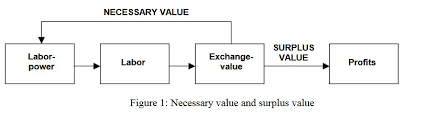 NECESSARY VALUE
Labor-
power
Labor
Exchange-
value
SURPLUS
VALUE
Profits
Figure 1: Necessary value and surplus value